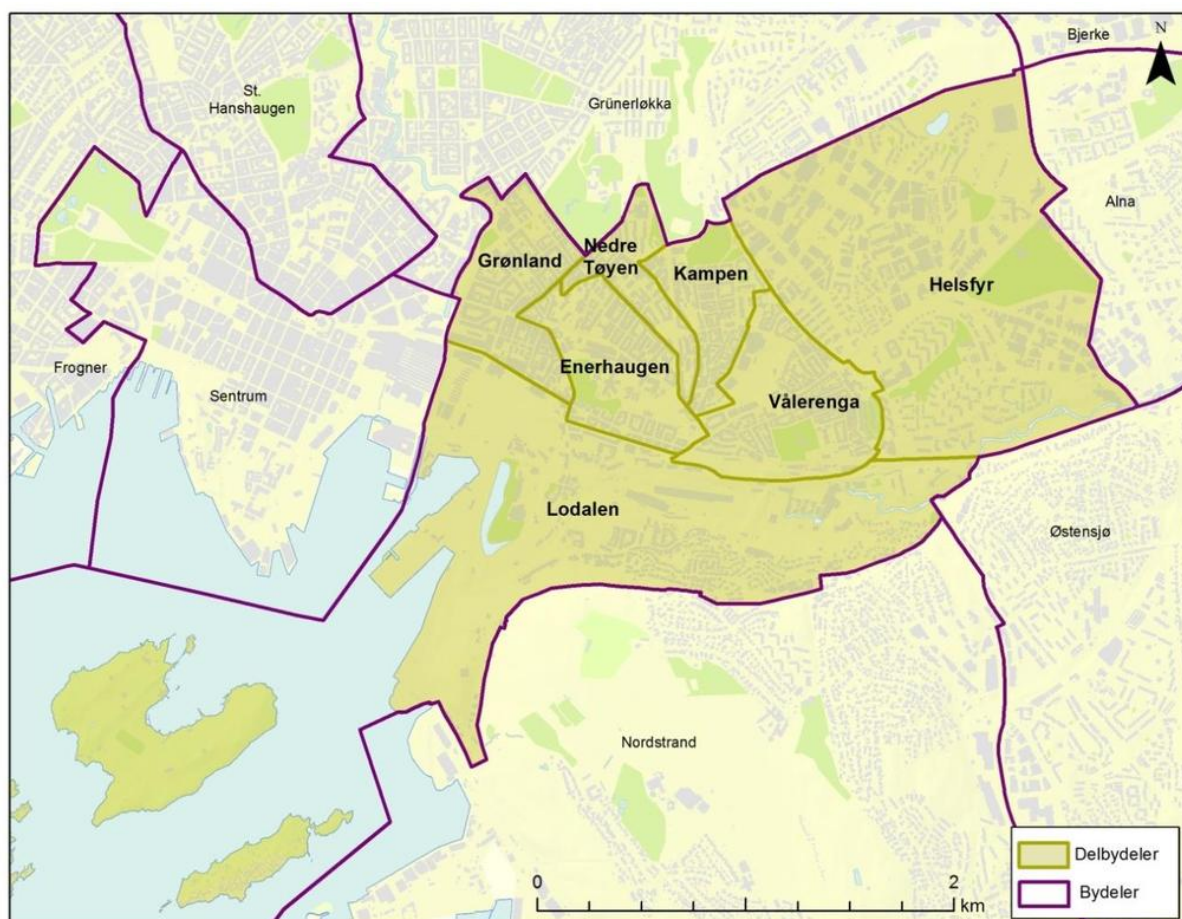 Bjerke
N
St.
Hanshaugen
Grünerløkka
Alna
Nedre
Tøyen
Grønland
Kampen
Helsfyr
Enerhaugen
Frogner
Sentrum
Vålerenga
Lodalen
Østensjø
Nordstrand
Delbydeler
Bydeler
0
2
km